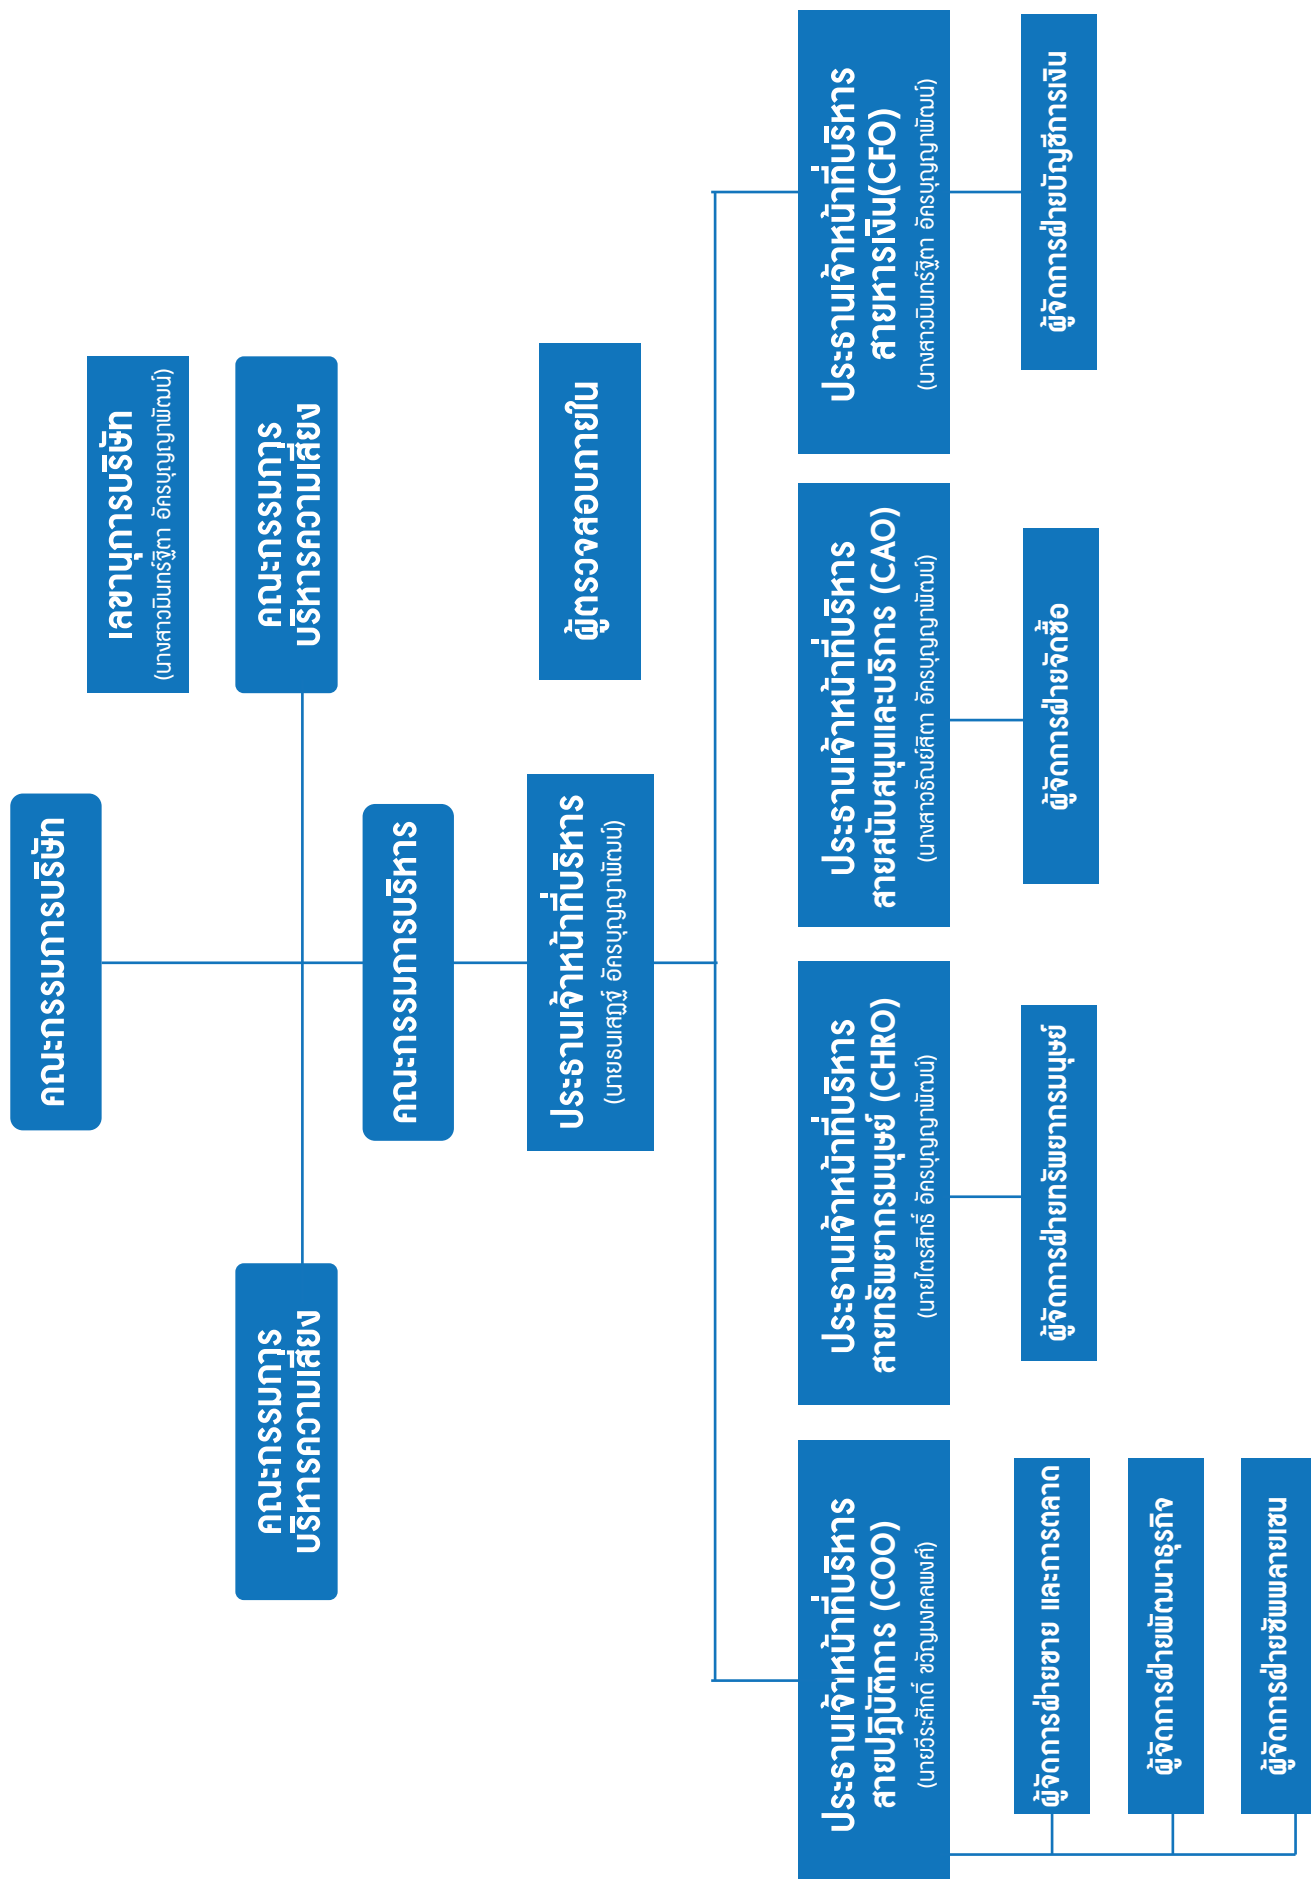 คณะกรรมการบริษัท
เลขานุการบริษัท
(นางสาวมินทร์ฐิตา อัครบุญญาพัฒน์)
คณะกรรมการ
บริหารความเสี่ยง
คณะกรรมการ
บริหารความเสี่ยง
คณะกรรมการบริหาร
ผู้ตรวจสอบภายใน
ประธานเจ้าหน้าที่บริหาร
(นายธนเสฏฐ์ อัครบุญญาพัฒน์)
ประธานเจ้าหน้าที่บริหาร
สายปฏิบัติการ (COO)
(นายวีระศักดิ์ ขวัญมงคลพงศ์)
ประธานเจ้าหน้าที่บริหาร
สายทรัพยากรมนุษย์ (CHRO)
(นายไตรสิทธิ์ อัครบุญญาพัฒน์)
ประธานเจ้าหน้าที่บริหาร
สายสนับสนุนและบริการ (CAO)
(นางสาวธัณย์สิตา อัครบุญญาพัฒน์)
ประธานเจ้าหน้าที่บริหาร
สายหารเงิน(CFO)
(นางสาวมินทร์ฐิตา อัครบุญญาพัฒน์)
ผู้จัดการฝ่ายขาย และการตลาด
ผู้จัดการฝ่ายพัฒนาธุรกิจ
ผู้จัดการฝ่ายซัพพลายเชน
ผู้จัดการฝ่ายทรัพยากรมนุษย์
ผู้จัดการฝ่ายจัดซื้อ
ผู้จัดการฝ่ายบัญชีการเงิน